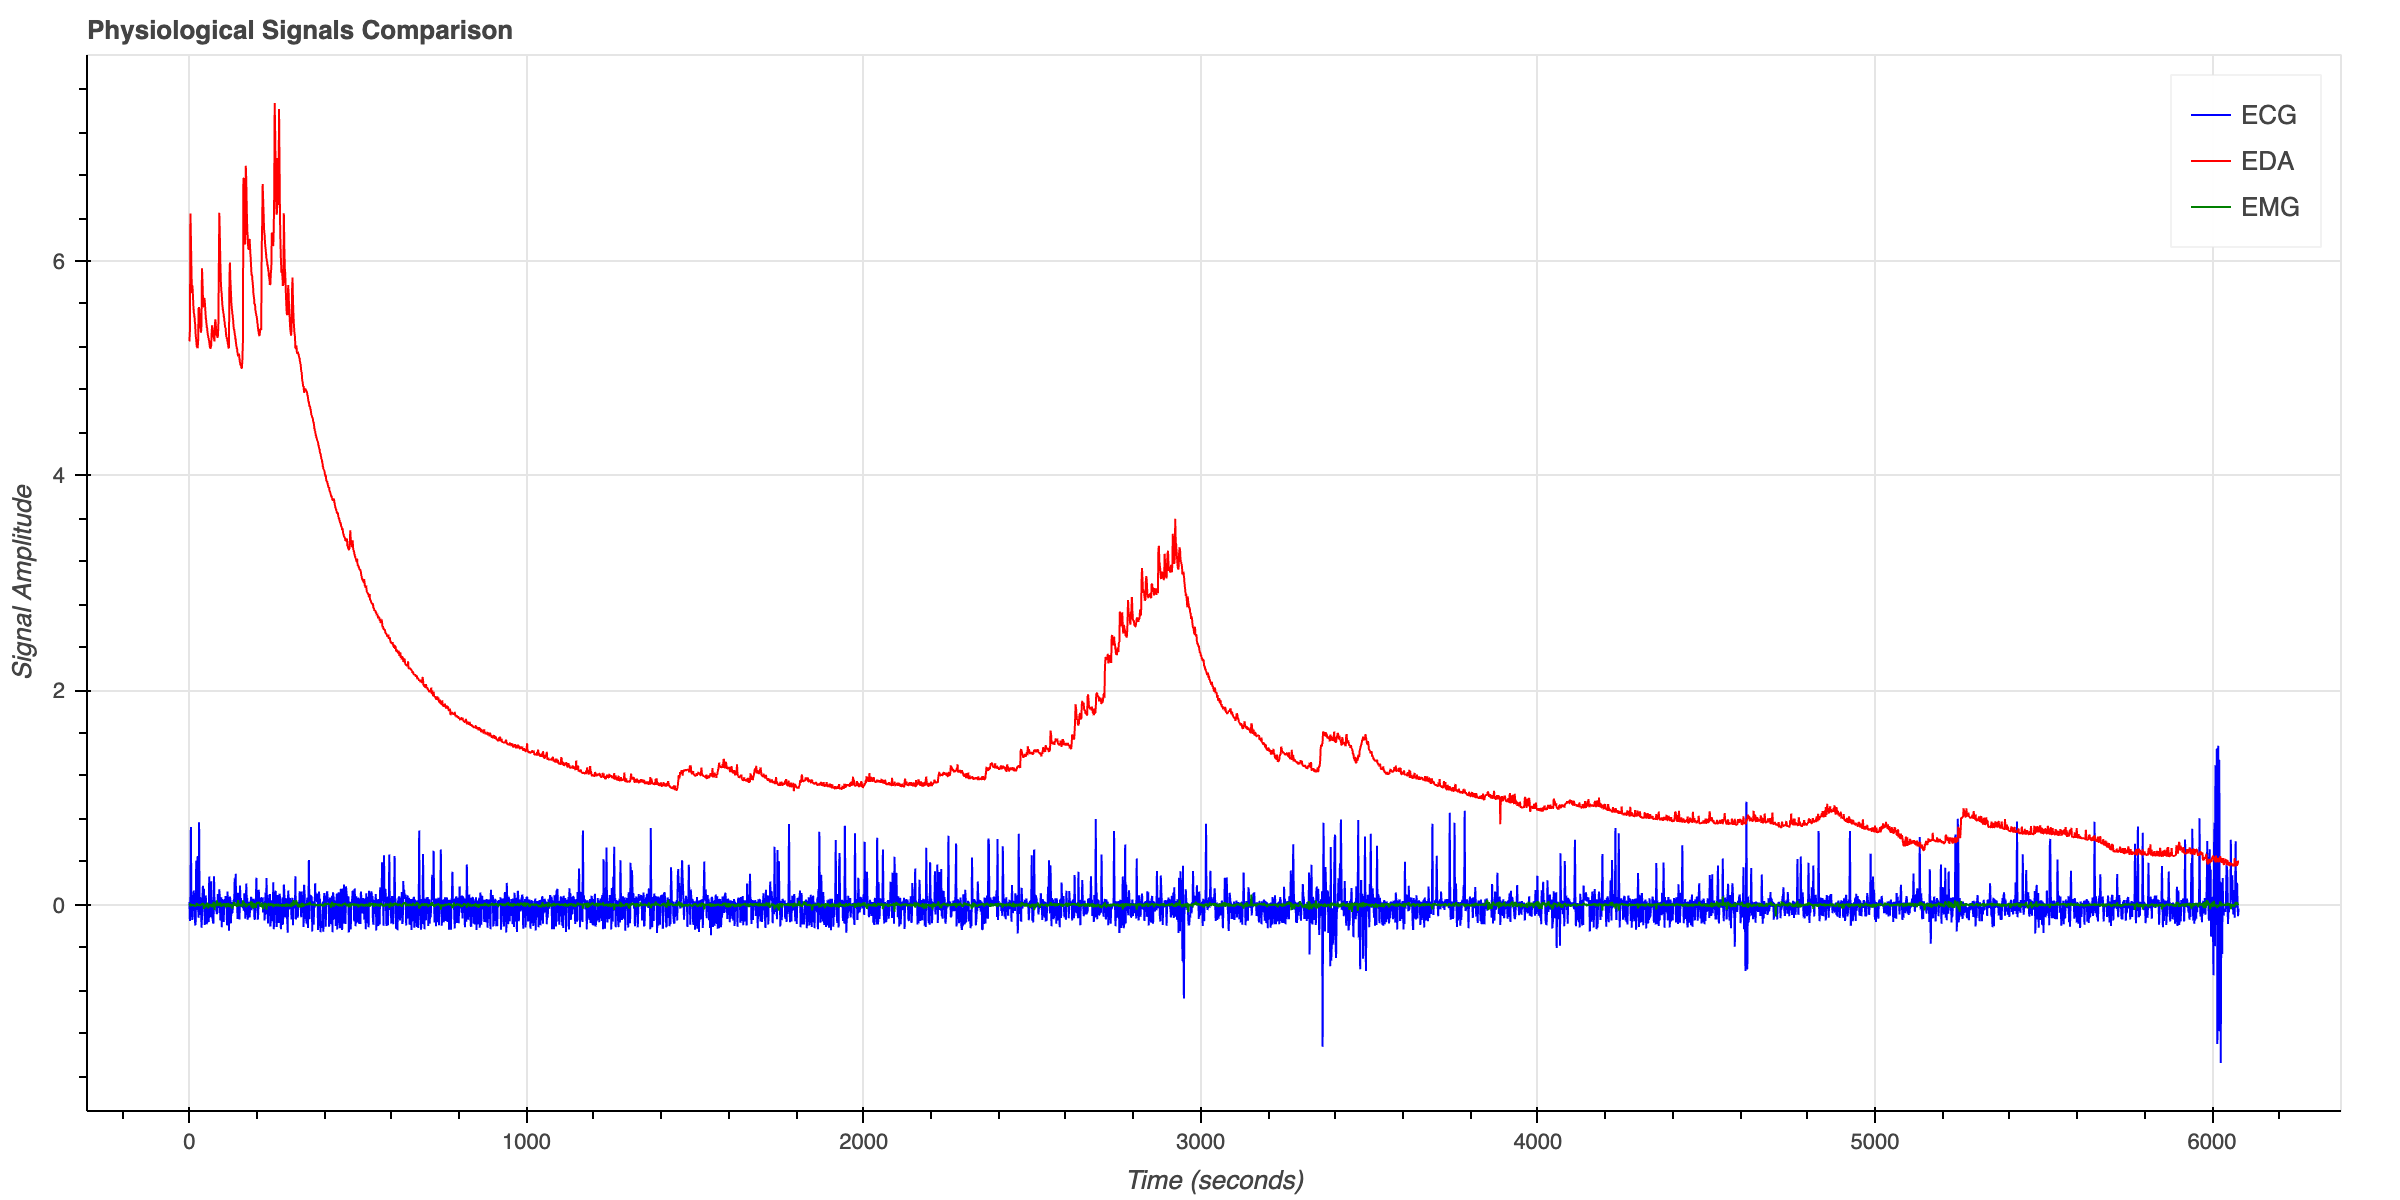 Physiological Signals Comparison
ECG
EDA
EMG
6
4
2
0
Signal Amplitude
0 1000 2000 3000 4000 5000 6000
Time (seconds)